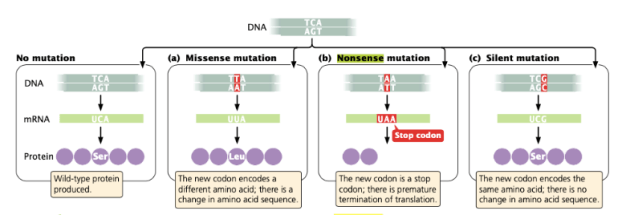 DNA
TCA
AGT
No mutation
DNA
TCA
AGT
mRNA
UCA
Protein
Ser
Wild-type protein
produced.
(a) Missense mutation
TTA
AAT
UUA
Leu
The new codon encodes a
different amino acid; there is a
change in amino acid sequence.
(b) Nonsense mutation
TAA
ATT
UAA
Stop codon
The new codon is a stop
codon; there is premature
termination of translation.
(c) Silent mutation
TCG
AGC
UCG
Ser
The new codon encodes the
same amino acid; there is no
change in amino acid sequence.